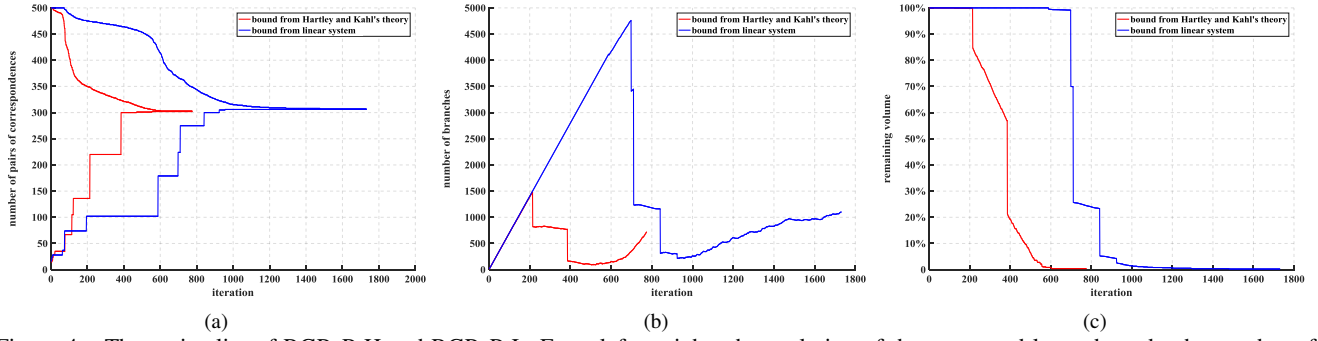 500
450
400
350
300
250
200
150
100
50
0
0 200 400 600 800 1000 1200 1400 1600 1800 2000
number of pairs of correspondences
iteration
bound from Hartley and Kahl's theory
bound from linear system
(a)
5000
4500
4000
3500
3000
2500
2000
1500
1000
500
0
0 200 400 600 800 1000 1200 1400 1600 1800
number of branches
iteration
bound from Hartley and Kahl's theory
bound from linear system
(b)
100%
90%
80%
70%
60%
50%
40%
30%
20%
10%
0
0 200 400 600 800 1000 1200 1400 1600 1800
remaining volume
iteration
bound from Hartley and Kahl's theory
bound from linear system
(c)